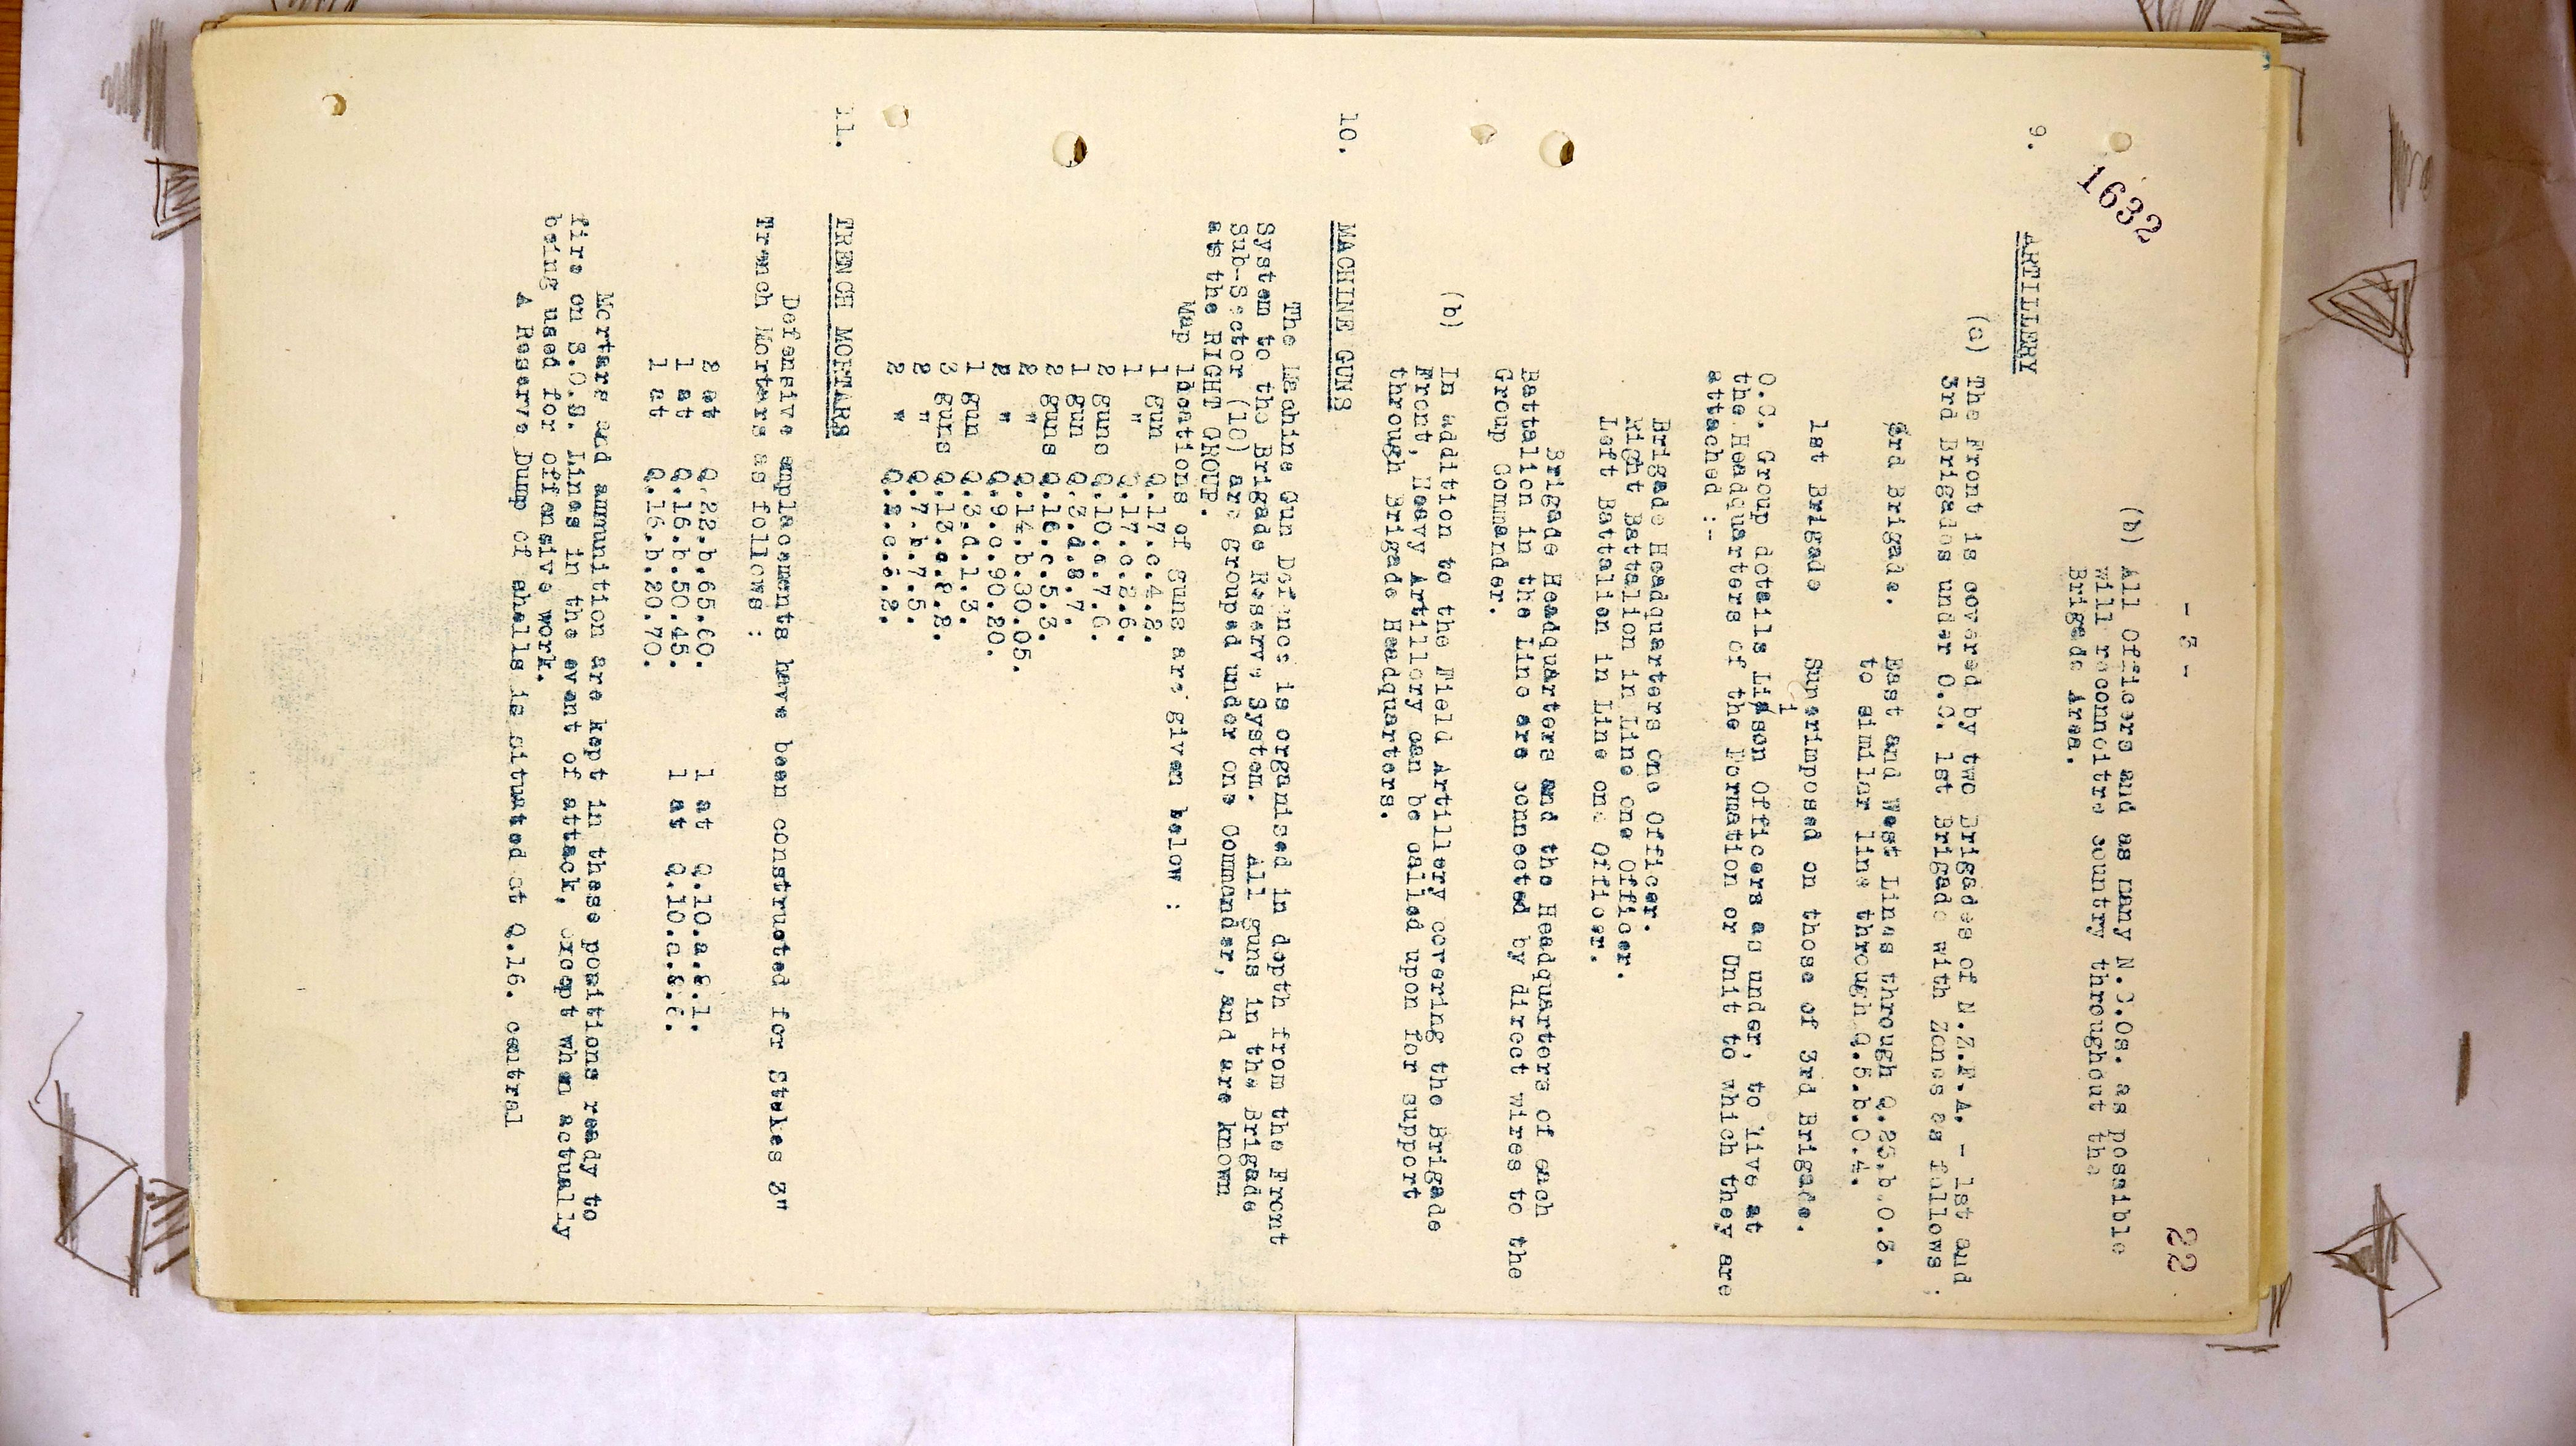 - 3 -
22
1632
(b) All Officers and as many N.C.Os. as possible
will reconnoitre country throughout the
Brigade Area.
9. ARTILLERY
(a) The Front is covered by two Brigades of N.Z.F.A. - 1st and
3rd Brigades under O.C. 1st Brigade with Zones as follows :
3rd Brigade. East and West Lines through Q.23.b.0.8.
to similar line through Q.5.b.0.4.
1st Brigade Superimposed on those of 3rd Brigade.
O.C. Group details Liason Officers as under, to live at
the Headquarters of the Formation or Unit to which they are
attached :-
Brigade Headquarters one Officer.
Right Battalion in Line one Officer.
Left Battalion in Line one Officer.
Brigade Headquarters and the Headquarters of each
Battalion in the Line are connected by direct wires to the
Group Commander.
(b) In addition to the Field Artillery covering the Brigade
Front, Heavy Artillery can be called upon for support
through Brigade Headquarters.
10. MACHINE GUNS
The Machine Gun Defence is organised in depth from the Front
System to the Brigade Reserve System. All guns in the Brigade
Sub-Sector (18) are grouped under one Commander, and are known
as the RIGHT GROUP.
Map locations of guns are given below :
1 gun Q.17.c.4.2.
1 " Q.17.c.2.6.
2 guns Q.10.c.7.6.
1 gun Q.3.d.8.7.
2 guns Q.16.c.5.3.
2 " Q.14.b.30.05.
2 " Q.9.c.90.20.
1 gun Q.3.d.1.3.
3 guns Q.13.c.8.2.
2 " Q.7.b.7.5.
2 " Q.2.c.6.2.
11. TRENCH MORTARS
Defensive emplacements have been constructed for Stokes 3"
Trench Mortars as follows :
2 at Q.22.b.65.60. 1 at Q.10.a.8.1.
1 at Q.16.b.50.45. 1 at Q.10.a.8.6.
1 at Q.16.b.20.70.
Mortars and ammunition are kept in these positions ready to
fire on S.O.S. Lines in the event of attack, except when actually
being used for offensive work.
A Reserve Dump of shells is situated at Q.16. central